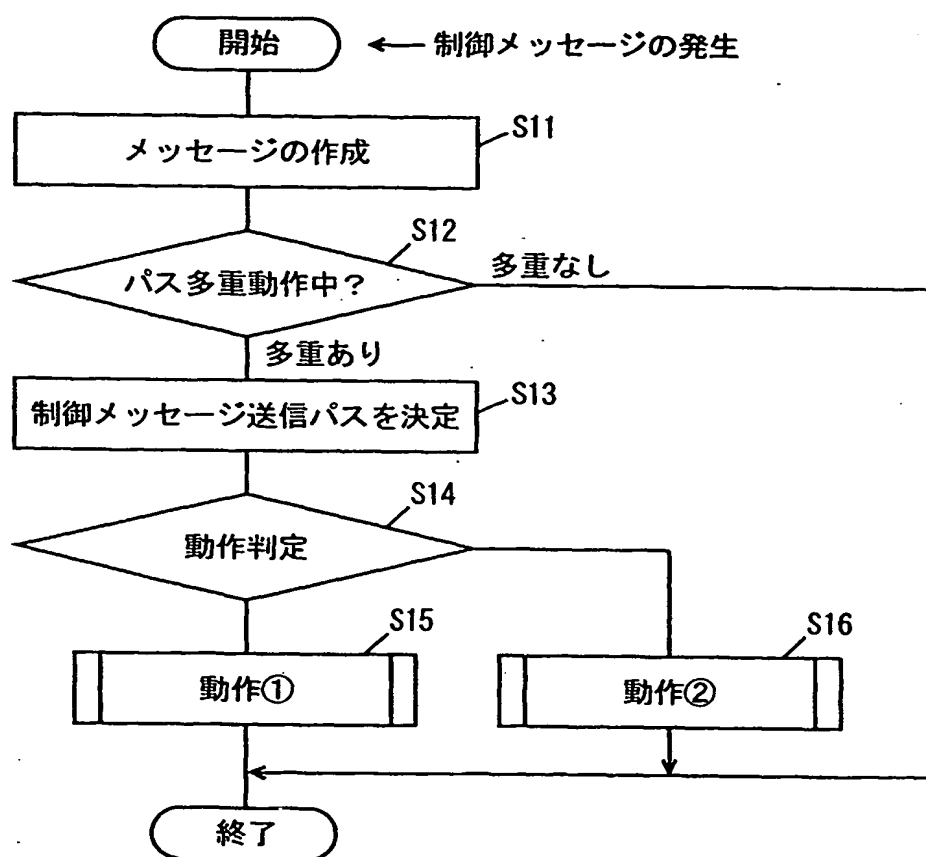 開始
← 制御メッセージの発生
メッセージの作成
S11
S12
パス多重動作中?
多重なし
多重あり
制御メッセージ送信パスを決定
S13
S14
動作判定
S15
動作①
S16
動作②
終了